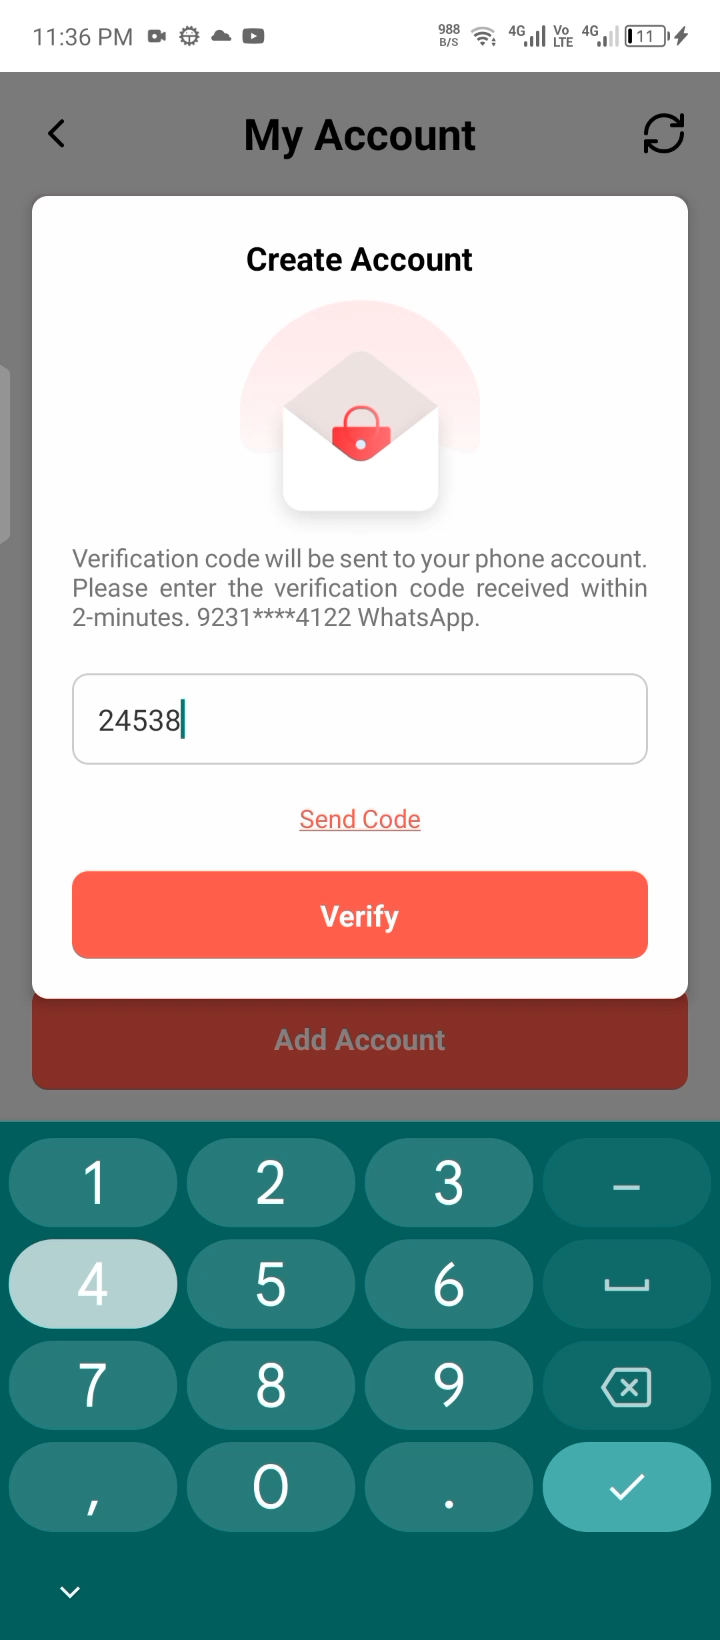 11:36 PM 988 B/S 4G Vo LTE 4G 11
My Account
Create Account
Verification code will be sent to your phone account.
Please enter the verification code received within
2-minutes. 9231****4122 WhatsApp.
24538
Send Code
Verify
Add Account
1 2 3 –
4 5 6
7 8 9
, 0 .